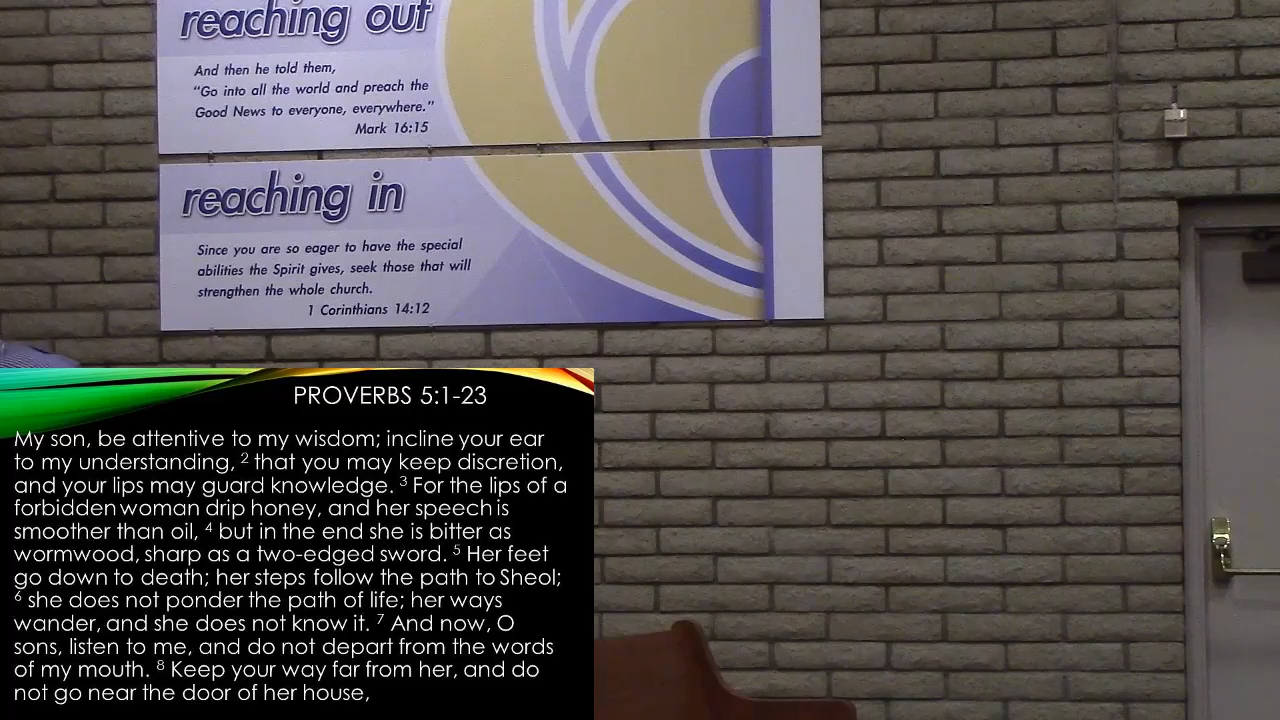 reaching out
And then he told them,
“Go into all the world and preach the
Good News to everyone, everywhere.”
Mark 16:15
reaching in
Since you are so eager to have the special
abilities the Spirit gives, seek those that will
strengthen the whole church.
1 Corinthians 14:12
PROVERBS 5:1-23
My son, be attentive to my wisdom; incline your ear
to my understanding, 2 that you may keep discretion,
and your lips may guard knowledge. 3 For the lips of a
forbidden woman drip honey, and her speech is
smoother than oil, 4 but in the end she is bitter as
wormwood, sharp as a two-edged sword. 5 Her feet
go down to death; her steps follow the path to Sheol;
6 she does not ponder the path of life; her ways
wander, and she does not know it. 7 And now, O
sons, listen to me, and do not depart from the words
of my mouth. 8 Keep your way far from her, and do
not go near the door of her house,